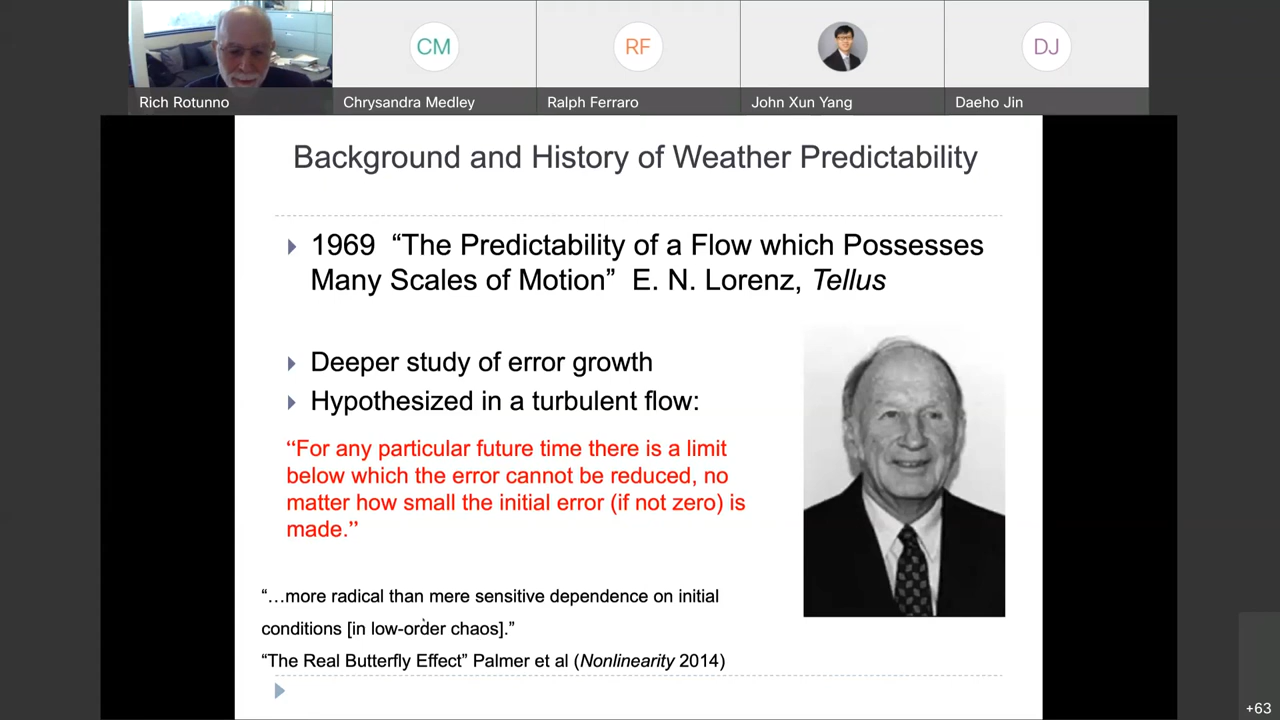 CM
RF
DJ
Rich Rotunno
Chrysandra Medley
Ralph Ferraro
John Xun Yang
Daeho Jin
Background and History of Weather Predictability
1969 “The Predictability of a Flow which Possesses
Many Scales of Motion” E. N. Lorenz, Tellus
Deeper study of error growth
Hypothesized in a turbulent flow:
“For any particular future time there is a limit
below which the error cannot be reduced, no
matter how small the initial error (if not zero) is
made.”
“…more radical than mere sensitive dependence on initial
conditions [in low-order chaos].”
“The Real Butterfly Effect” Palmer et al (Nonlinearity 2014)
+63